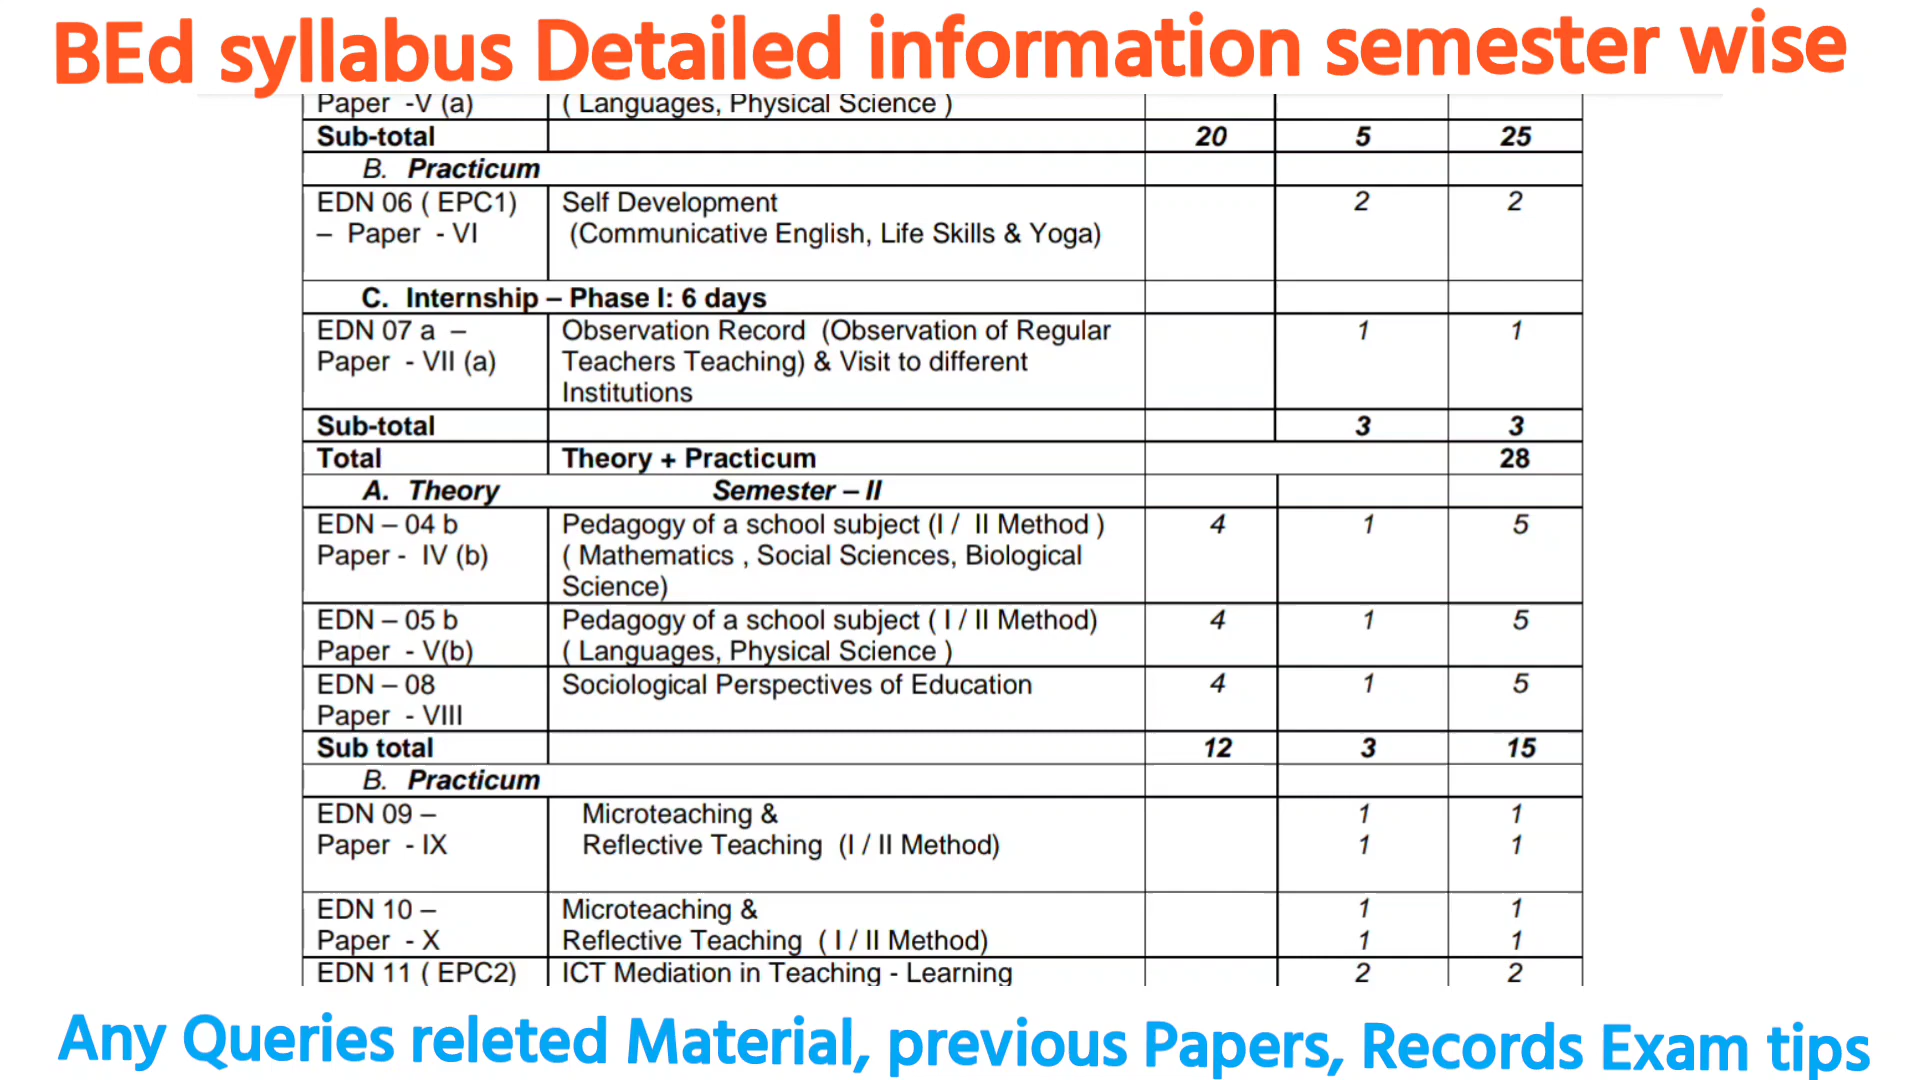 BEd syllabus Detailed information semester wise
Paper -V (a) ( Languages, Physical Science )
Sub-total 20 5 25
B. Practicum
EDN 06 ( EPC1) Self Development 2 2
– Paper - VI (Communicative English, Life Skills & Yoga)
C. Internship – Phase I: 6 days
EDN 07 a – Observation Record (Observation of Regular 1 1
Paper - VII (a) Teachers Teaching) & Visit to different
Institutions
Sub-total 3 3
Total Theory + Practicum 28
A. Theory Semester – II
EDN – 04 b Pedagogy of a school subject (I / II Method ) 4 1 5
Paper - IV (b) ( Mathematics , Social Sciences, Biological
Science)
EDN – 05 b Pedagogy of a school subject ( I / II Method) 4 1 5
Paper - V(b) ( Languages, Physical Science )
EDN – 08 Sociological Perspectives of Education 4 1 5
Paper - VIII
Sub total 12 3 15
B. Practicum
EDN 09 – Microteaching & 1 1
Paper - IX Reflective Teaching (I / II Method) 1 1
EDN 10 – Microteaching & 1 1
Paper - X Reflective Teaching ( I / II Method) 1 1
EDN 11 ( EPC2) ICT Mediation in Teaching - Learning 2 2
Any Queries releted Material, previous Papers, Records Exam tips